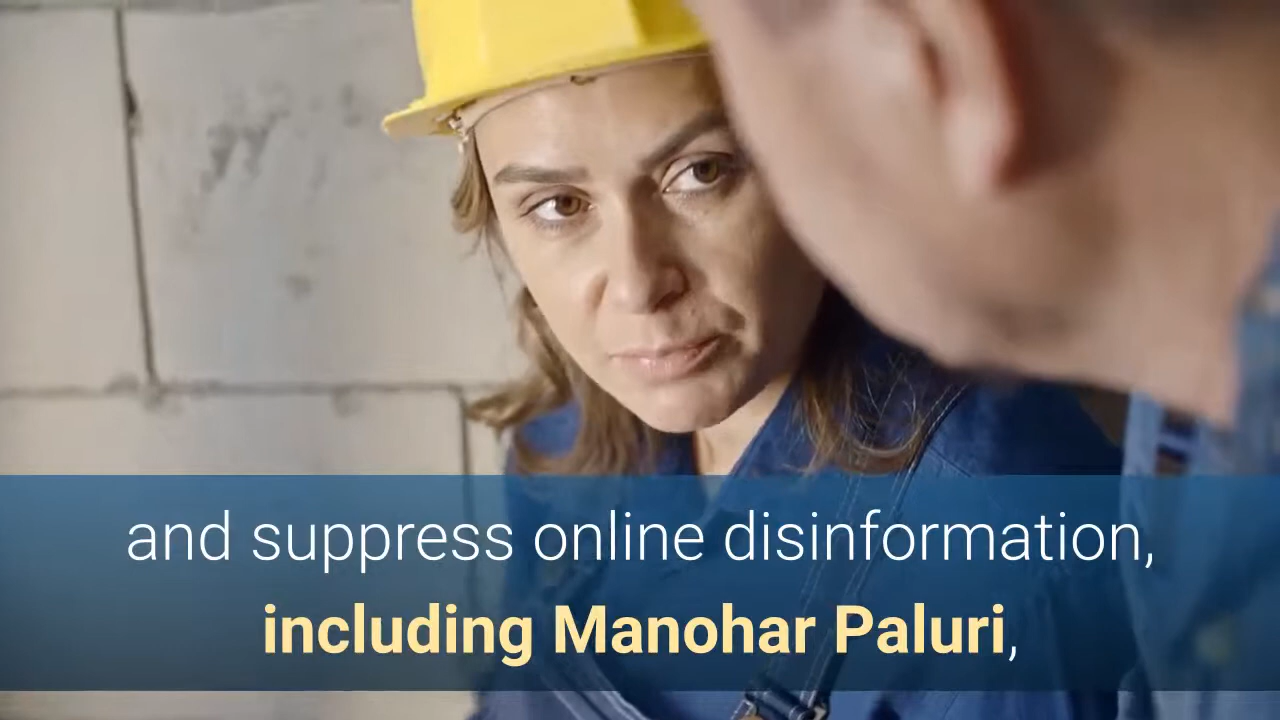 and suppress online disinformation,
including Manohar Paluri,